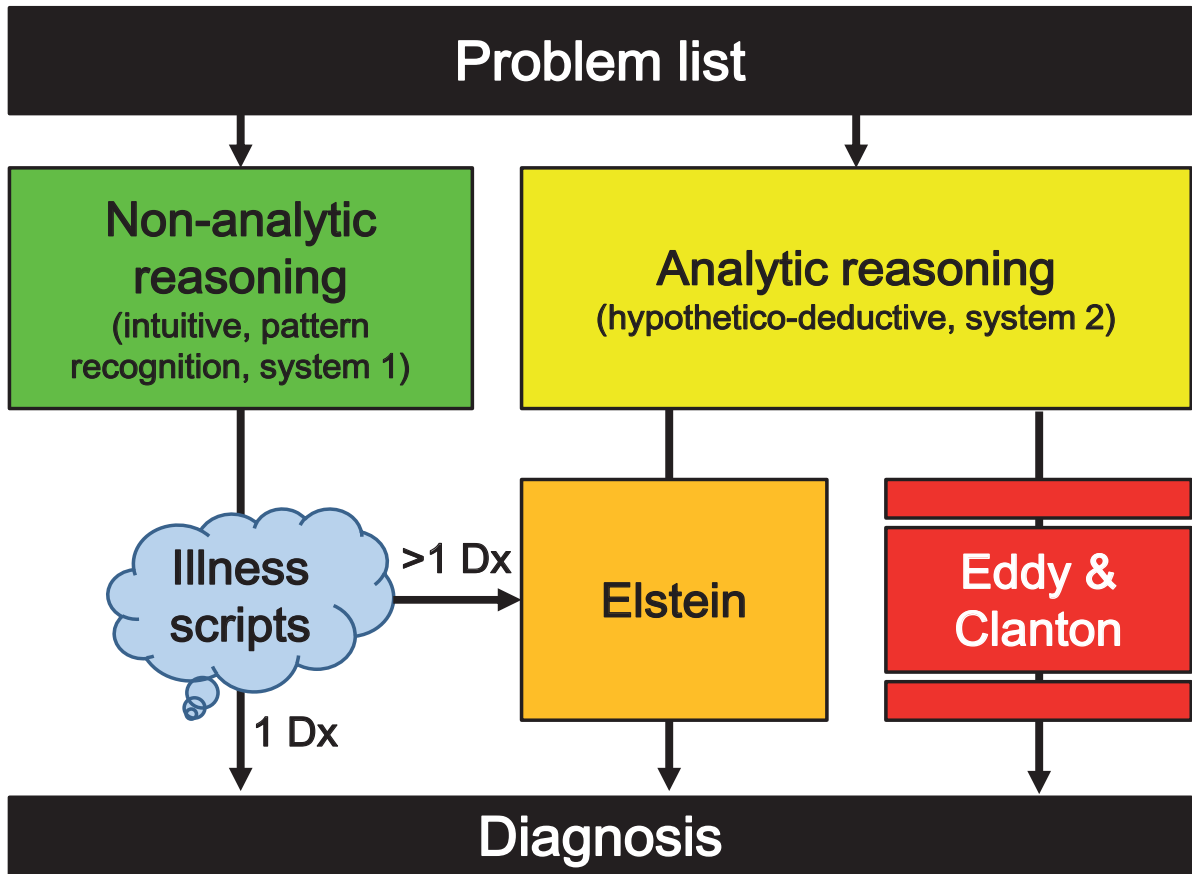 Problem list
Non-analytic
reasoning
(intuitive, pattern
recognition, system 1)
Analytic reasoning
(hypothetico-deductive, system 2)
Illness
scripts
>1 Dx
Elstein
Eddy &
Clanton
1 Dx
Diagnosis